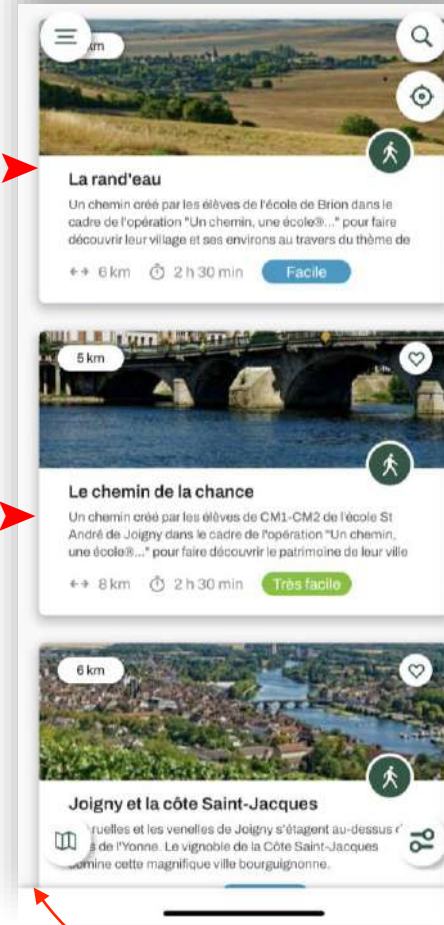 km
La rand'eau
Un chemin créé par les élèves de l'école de Brion dans le
cadre de l'opération "Un chemin, une école®..." pour faire
découvrir leur village et ses environs au travers du thème de
6 km 2 h 30 min Facile
5 km
Le chemin de la chance
Un chemin créé par les élèves de CM1-CM2 de l'école St
André de Joigny dans le cadre de l'opération "Un chemin,
une école®..." pour faire découvrir le patrimoine de leur ville
8 km 2 h 30 min Très facile
6 km
Joigny et la côte Saint-Jacques
ruelles et les venelles de Joigny s'étagent au-dessus
de l'Yonne. Le vignoble de la Côte Saint-Jacques
domine cette magnifique ville bourguignonne.